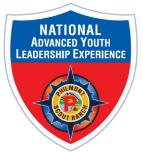 NATIONAL
ADVANCED YOUTH
LEADERSHIP EXPERIENCE
PHILMONT
P
SCOUT RANCH